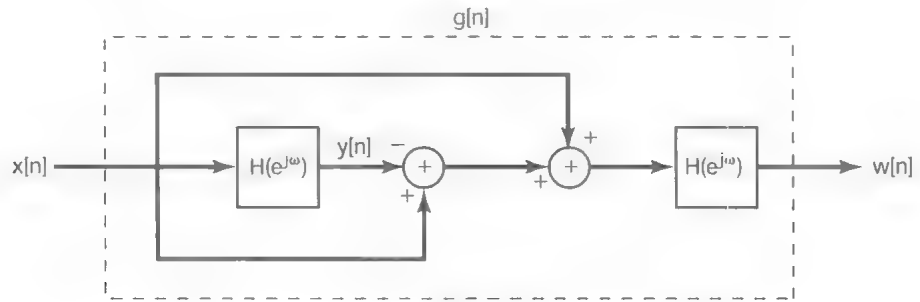 g[n]
x[n]
H(e^jω)
y[n]
−
+
+
+
+
+
H(e^jω)
w[n]